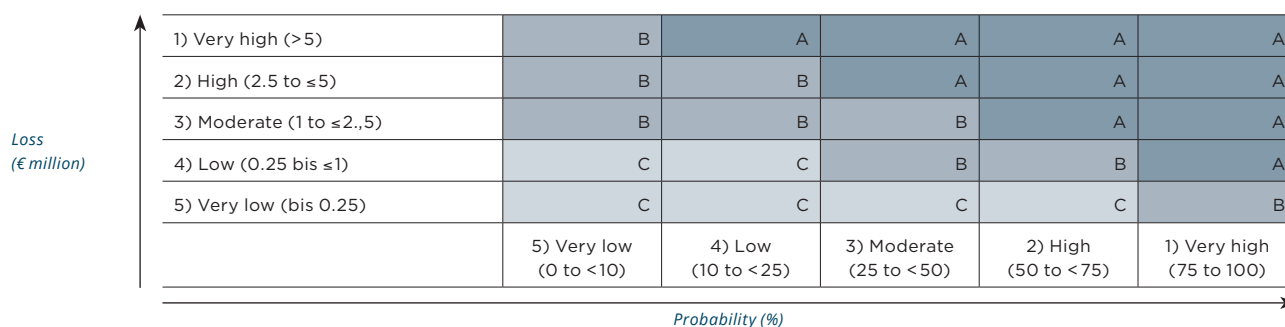 1) Very high (>5) B A A A A
2) High (2.5 to ≤5) B B A A A
3) Moderate (1 to ≤2.,5) B B B A A
Loss
(€ million)
4) Low (0.25 bis ≤1) C C B B A
5) Very low (bis 0.25) C C C C B
5) Very low 4) Low 3) Moderate 2) High 1) Very high
(0 to <10) (10 to <25) (25 to <50) (50 to <75) (75 to 100)
Probability (%)